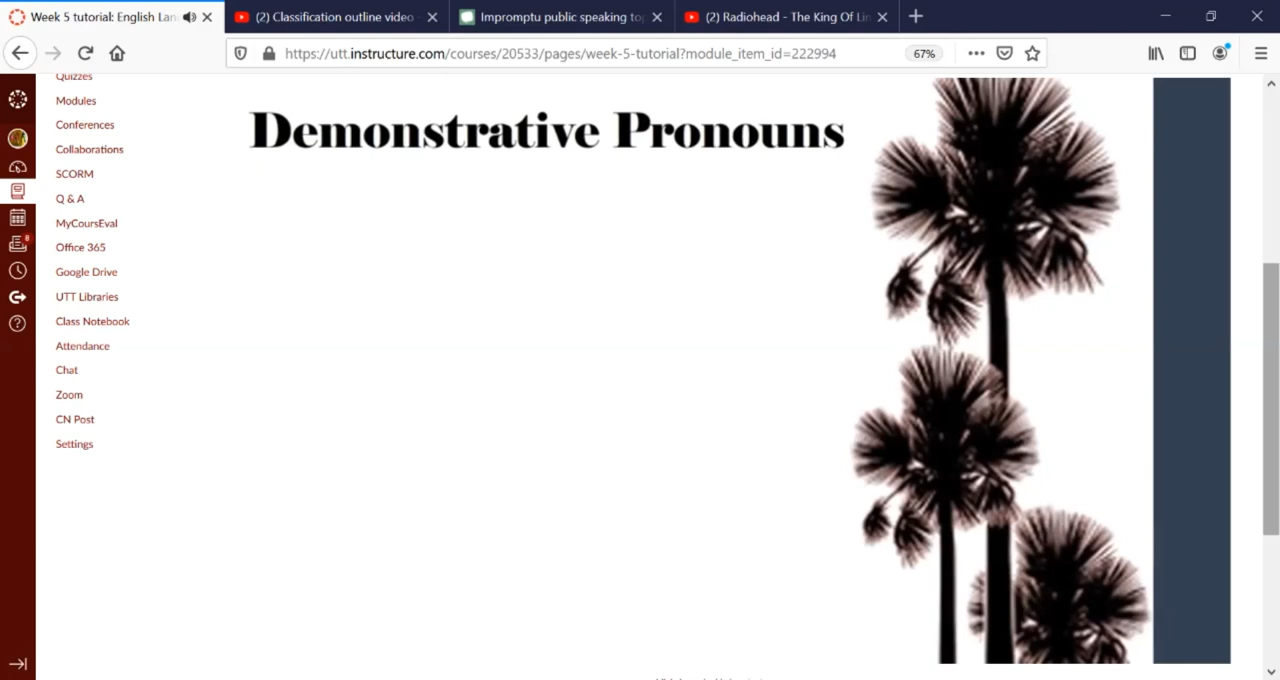 Week 5 tutorial: English Lan
(2) Classification outline video
Impromptu public speaking to
(2) Radiohead - The King Of Li
https://utt.instructure.com/courses/20533/pages/week-5-tutorial?module_item_id=222994
67%
Quizzes
Modules
Conferences
Collaborations
SCORM
Q & A
MyCoursEval
Office 365
Google Drive
UTT Libraries
Class Notebook
Attendance
Chat
Zoom
CN Post
Settings
8
Demonstrative Pronouns